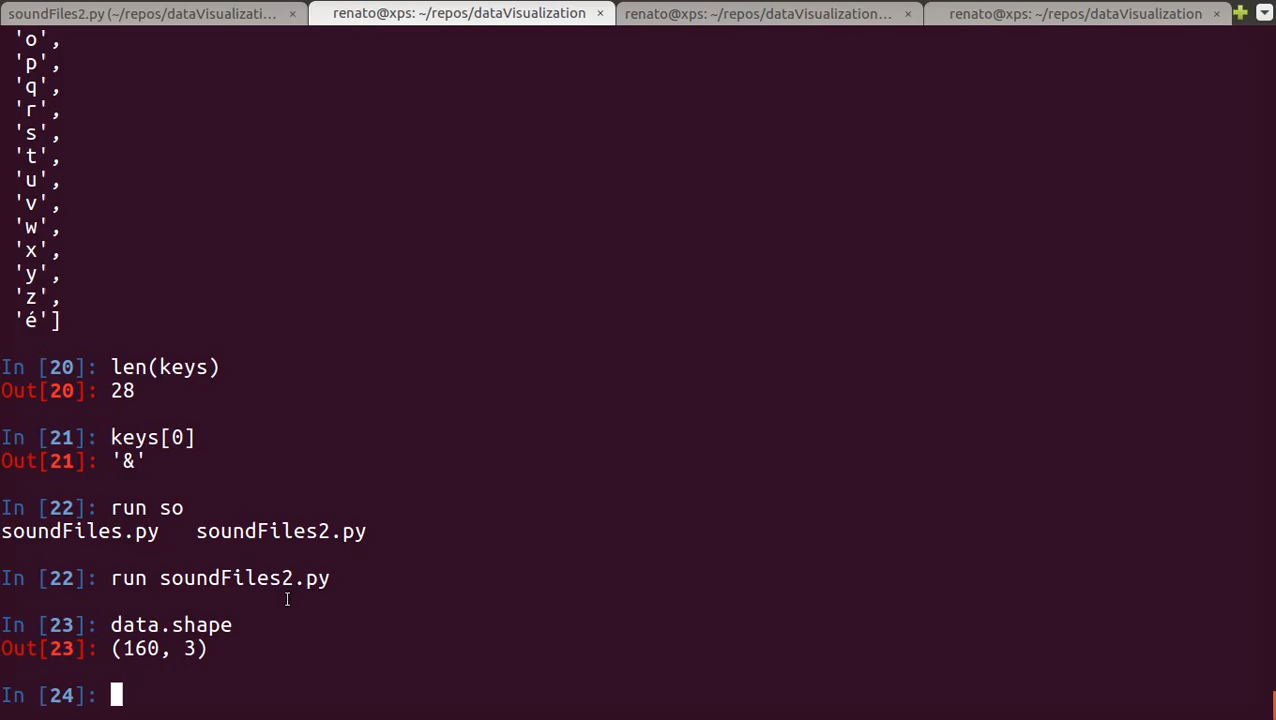 soundFiles2.py (~/repos/dataVisualizati... × renato@xps: ~/repos/dataVisualization × renato@xps: ~/repos/dataVisualization... × renato@xps: ~/repos/dataVisualization ×
'o',
'p',
'q',
'r',
's',
't',
'u',
'v',
'w',
'x',
'y',
'z',
'é']
In [20]: len(keys)
Out[20]: 28
In [21]: keys[0]
Out[21]: '&'
In [22]: run so
soundFiles.py soundFiles2.py
In [22]: run soundFiles2.py
In [23]: data.shape
Out[23]: (160, 3)
In [24]: